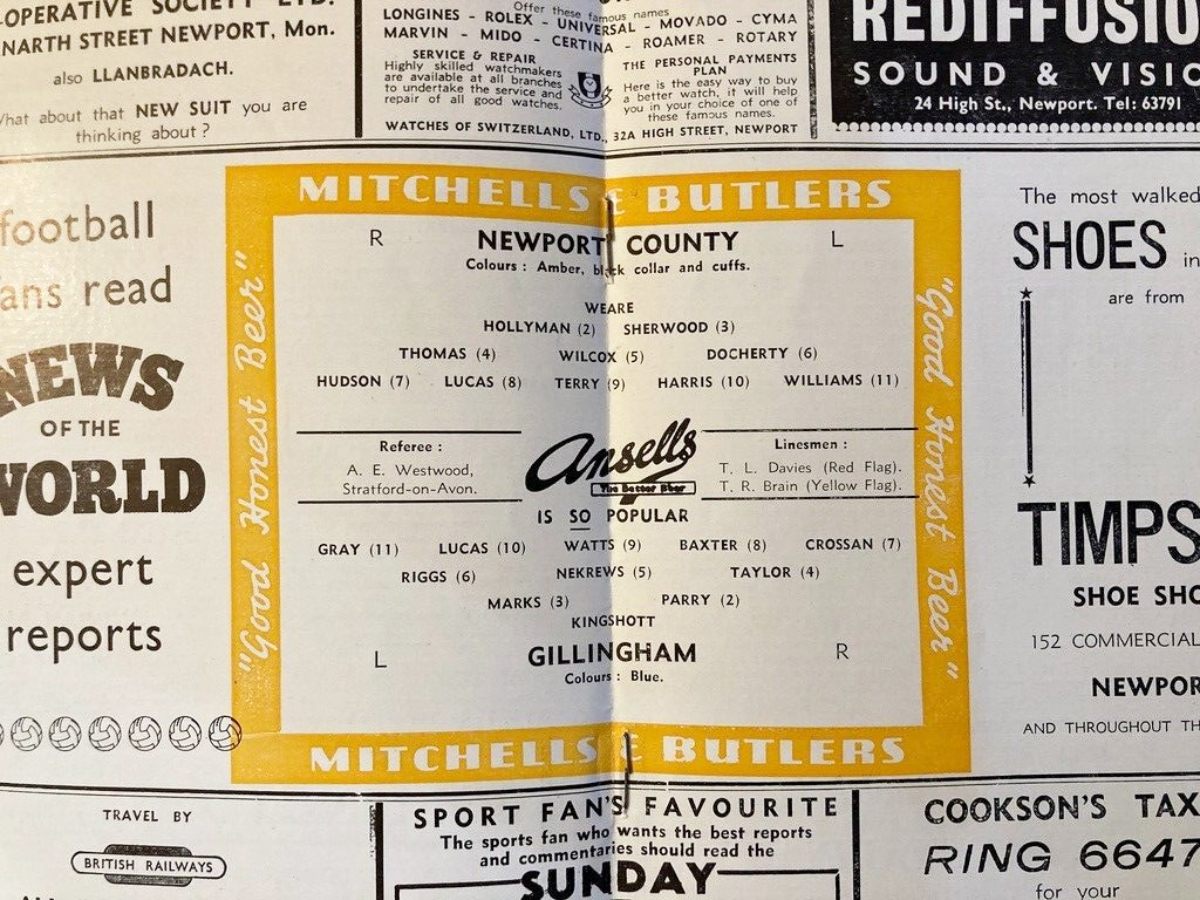 OPERATIVE SOCIETY LTD.
NARTH STREET NEWPORT, Mon.
also LLANBRADACH.
What about that NEW SUIT you are
thinking about ?
Offer these famous names
LONGINES - ROLEX - UNIVERSAL - MOVADO - CYMA
MARVIN - MIDO - CERTINA - ROAMER - ROTARY
SERVICE & REPAIR
Highly skilled watchmakers
are available at all branches
to undertake the service and
repair of all good watches.
THE PERSONAL PAYMENTS
PLAN
Here is the easy way to buy
a better watch, it will help
you in your choice of one of
these famous names.
WATCHES OF SWITZERLAND, LTD., 32A HIGH STREET, NEWPORT
REDIFFUSIO
SOUND & VISIO
24 High St., Newport. Tel: 63791
football
ans read
NEWS
OF THE
WORLD
expert
reports
MITCHELLS & BUTLERS
"Good Honest Beer"
R
NEWPORT COUNTY
L
Colours : Amber, black collar and cuffs.
WEARE
HOLLYMAN (2) SHERWOOD (3)
THOMAS (4) WILCOX (5) DOCHERTY (6)
HUDSON (7) LUCAS (8) TERRY (9) HARRIS (10) WILLIAMS (11)
Referee :
A. E. Westwood,
Stratford-on-Avon.
Ansells
The Better Beer
Linesmen :
T. L. Davies (Red Flag).
T. R. Brain (Yellow Flag).
IS SO POPULAR
GRAY (11) LUCAS (10) WATTS (9) BAXTER (8) CROSSAN (7)
RIGGS (6) NEKREWS (5) TAYLOR (4)
MARKS (3) PARRY (2)
KINGSHOTT
L
GILLINGHAM
R
Colours : Blue.
"Good Honest Beer"
MITCHELLS & BUTLERS
The most walked
SHOES in
are from
TIMPS
SHOE SHO
152 COMMERCIAL
NEWPOR
AND THROUGHOUT TH
TRAVEL BY
BRITISH RAILWAYS
SPORT FAN'S FAVOURITE
The sports fan who wants the best reports
and commentaries should read the
SUNDAY
COOKSON'S TAX
RING 6647
for your